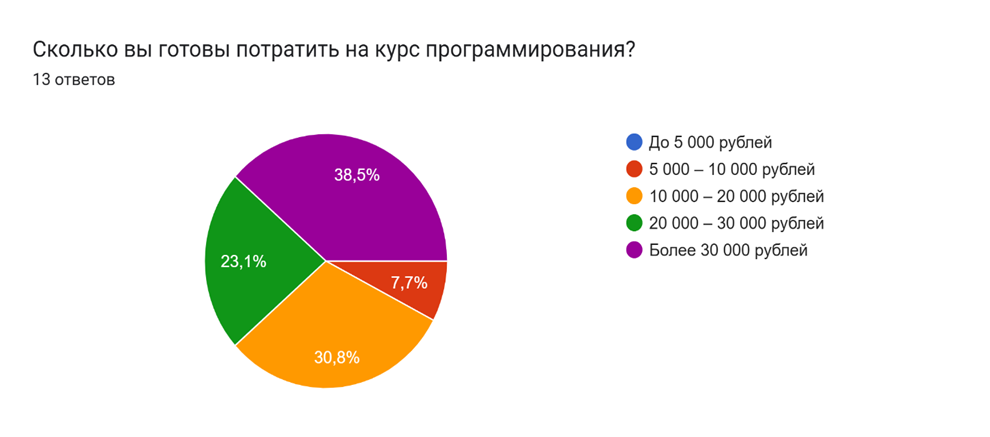 Сколько вы готовы потратить на курс программирования?
13 ответов
38,5%
23,1%
7,7%
30,8%
До 5 000 рублей
5 000 – 10 000 рублей
10 000 – 20 000 рублей
20 000 – 30 000 рублей
Более 30 000 рублей